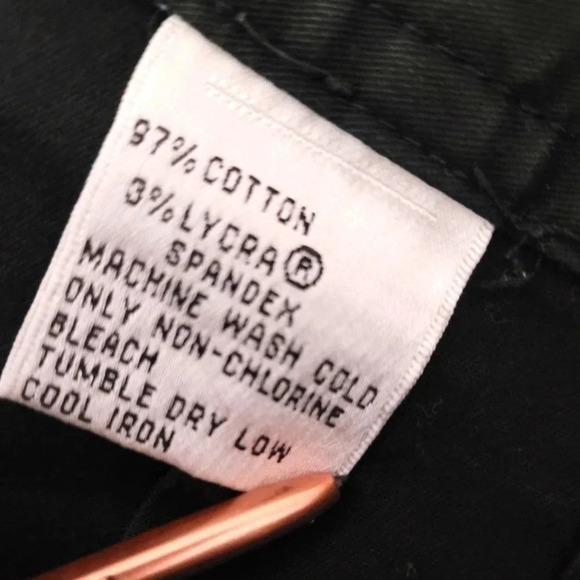 97% COTTON
3% LYCRA®
SPANDEX
MACHINE WASH COLD
ONLY NON-CHLORINE
BLEACH
TUMBLE DRY LOW
COOL IRON